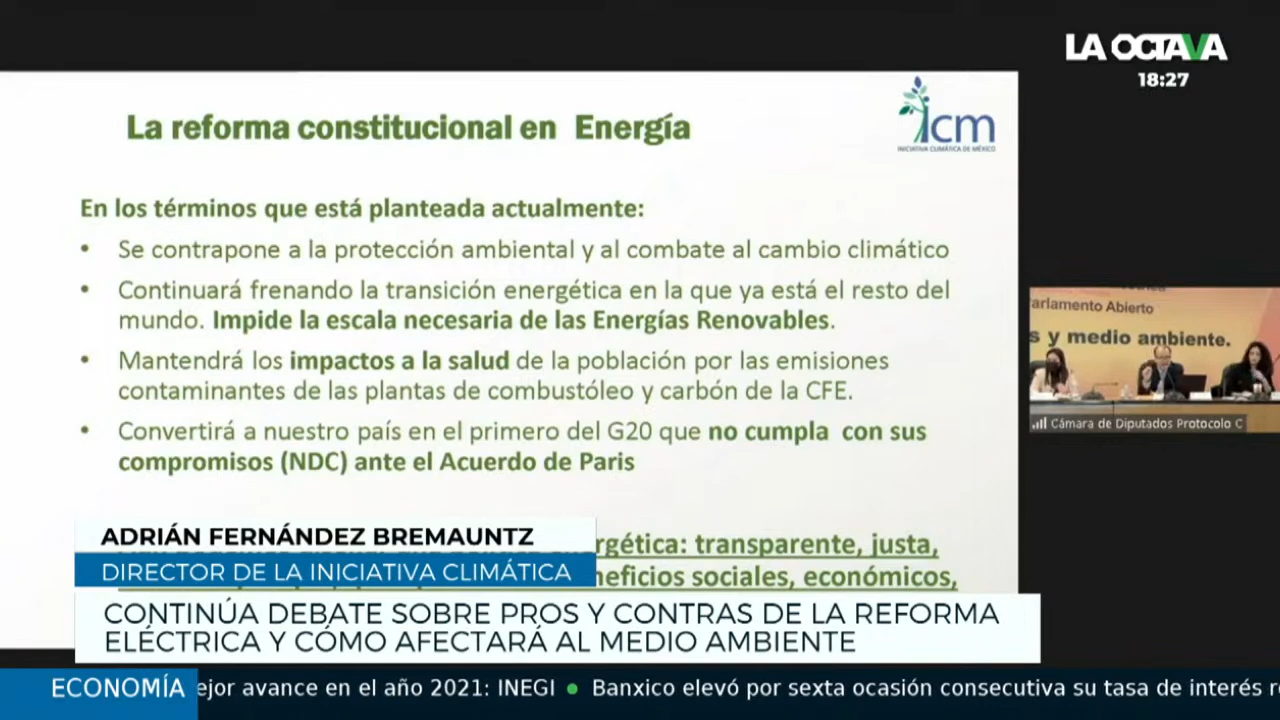 LA OCTAVA
18:27
La reforma constitucional en Energía
icm
INICIATIVA CLIMÁTICA DE MÉXICO
En los términos que está planteada actualmente:
• Se contrapone a la protección ambiental y al combate al cambio climático
• Continuará frenando la transición energética en la que ya está el resto del
mundo. Impide la escala necesaria de las Energías Renovables.
• Mantendrá los impactos a la salud de la población por las emisiones
contaminantes de las plantas de combustóleo y carbón de la CFE.
• Convertirá a nuestro país en el primero del G20 que no cumpla con sus
compromisos (NDC) ante el Acuerdo de Paris
rgética: transparente, justa,
neficios sociales, económicos,
arlamento Abierto
s y medio ambiente.
Cámara de Diputados Protocolo C
ADRIÁN FERNÁNDEZ BREMAUNTZ
DIRECTOR DE LA INICIATIVA CLIMÁTICA
CONTINÚA DEBATE SOBRE PROS Y CONTRAS DE LA REFORMA
ELÉCTRICA Y CÓMO AFECTARÁ AL MEDIO AMBIENTE
ECONOMÍA ejor avance en el año 2021: INEGI • Banxico elevó por sexta ocasión consecutiva su tasa de interés r